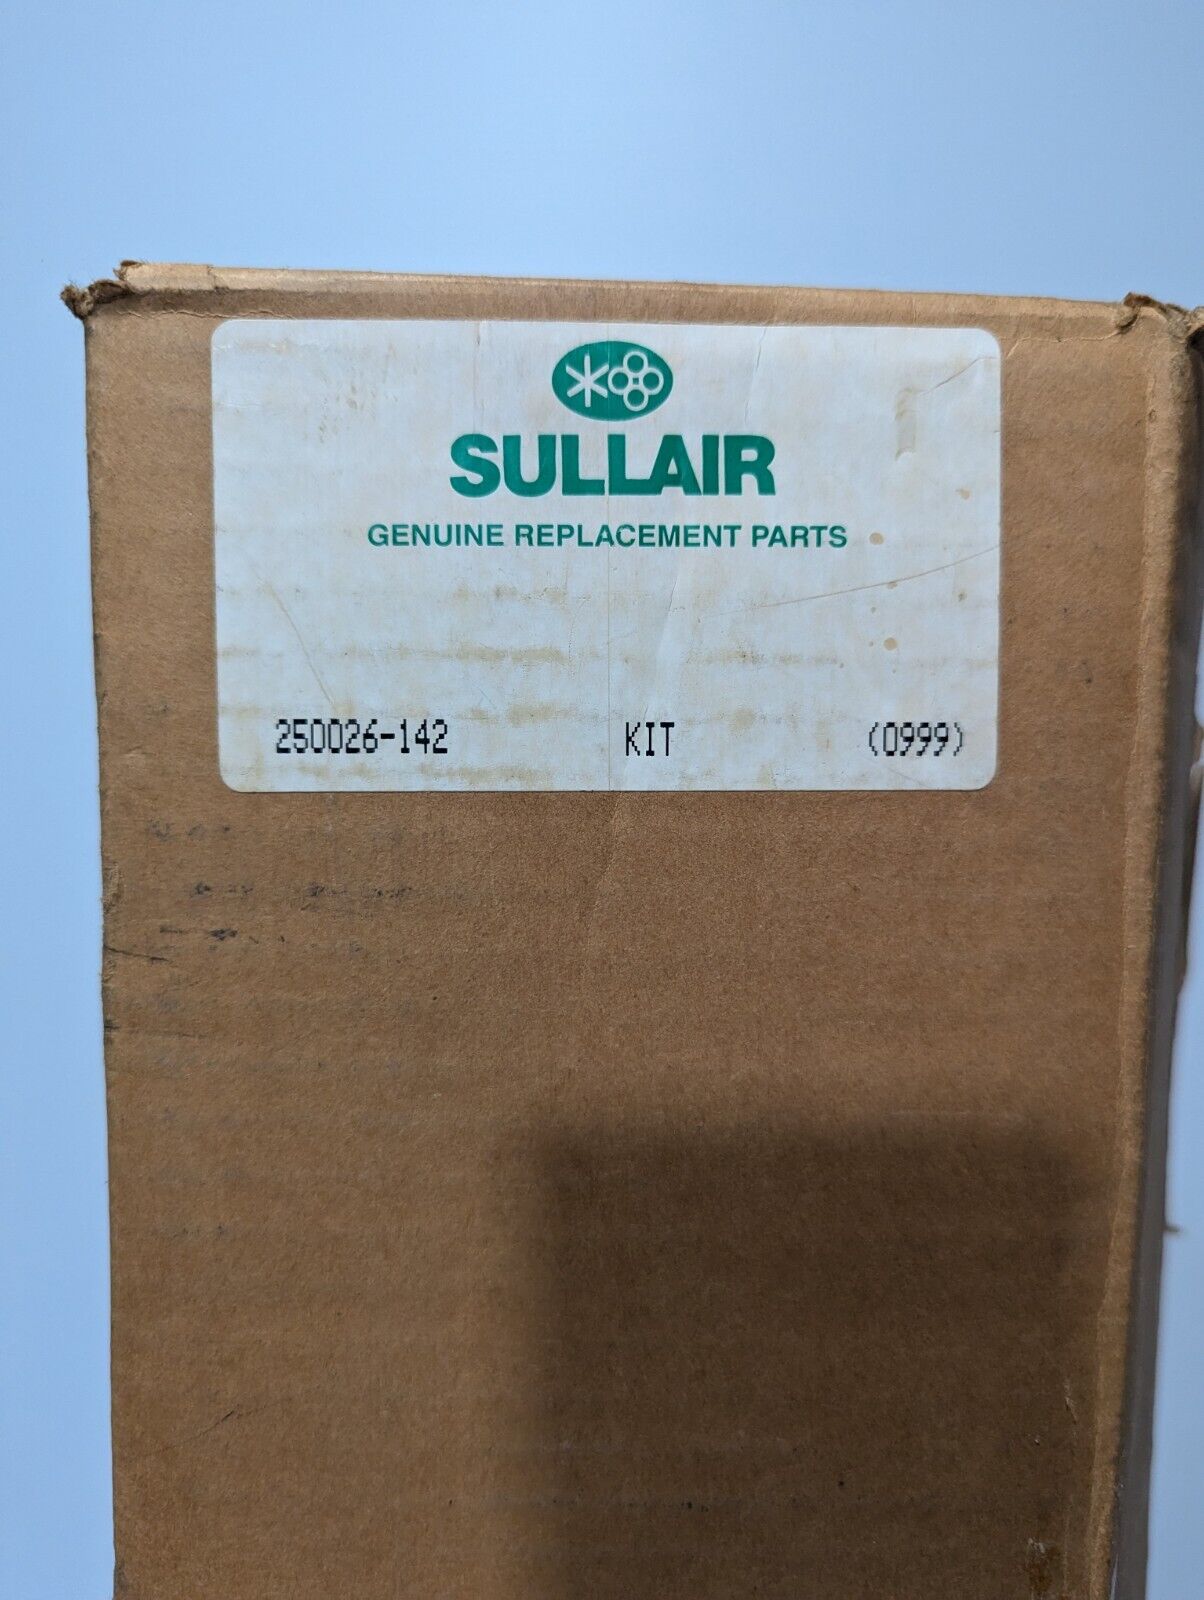 SULLAIR
GENUINE REPLACEMENT PARTS
250026-142 KIT (0999)